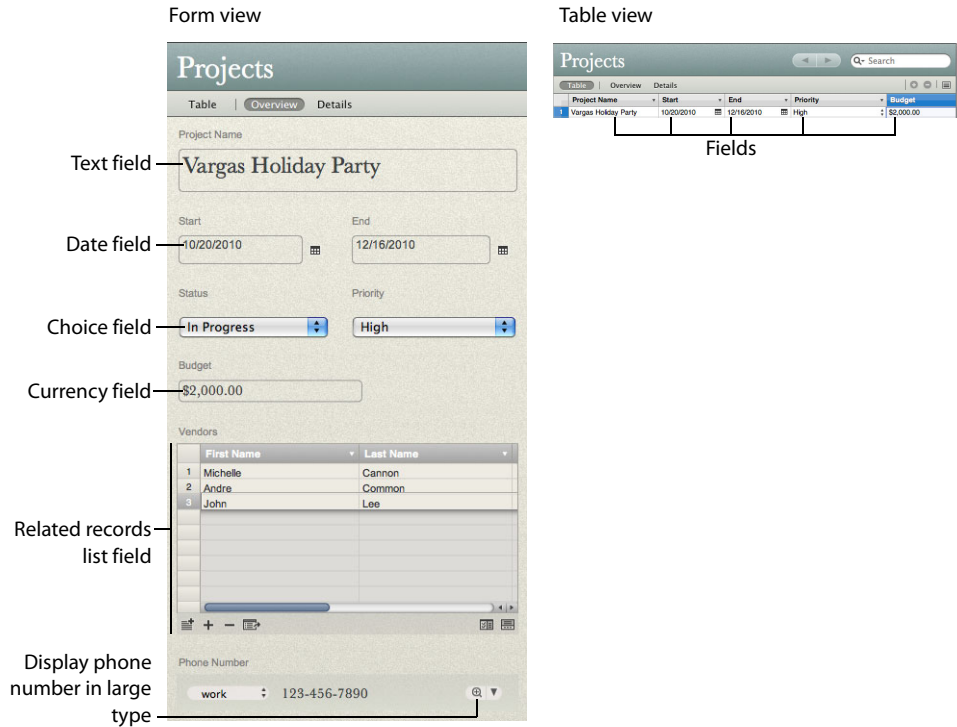 Form view
Projects
Table | Overview Details
Project Name
Text field
Vargas Holiday Party
Start End
Date field
10/20/2010 12/16/2010
Status Priority
Choice field
In Progress High
Budget
Currency field
$2,000.00
Vendors
First Name Last Name
1 Michelle Cannon
2 Andre Common
3 John Lee
Related records
list field
Phone Number
Display phone
number in large
type
work 123-456-7890
Table view
Projects
Search
Table | Overview Details
Project Name Start End Priority Budget
1 Vargas Holiday Party 10/20/2010 12/16/2010 High $2,000.00
Fields